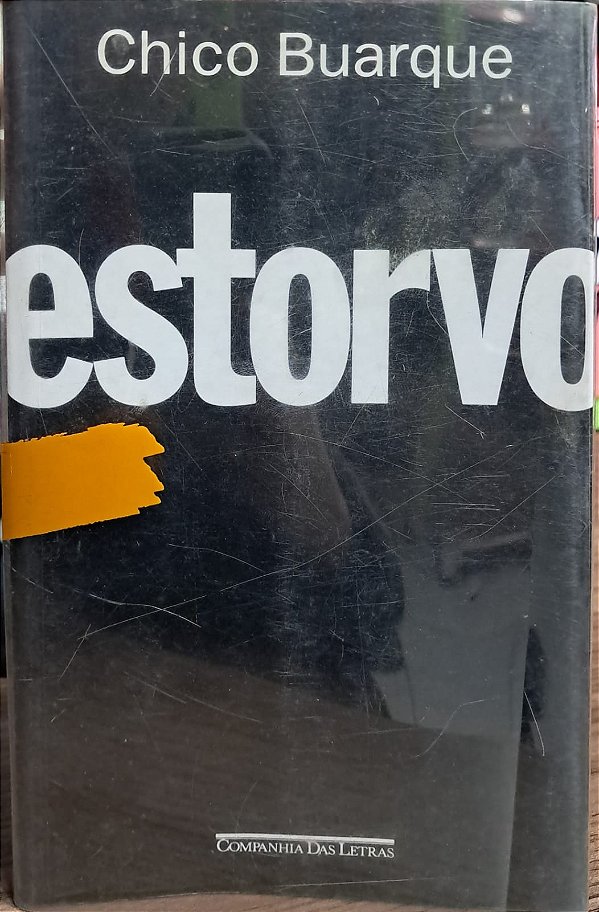 Chico Buarque
estorvo
COMPANHIA DAS LETRAS